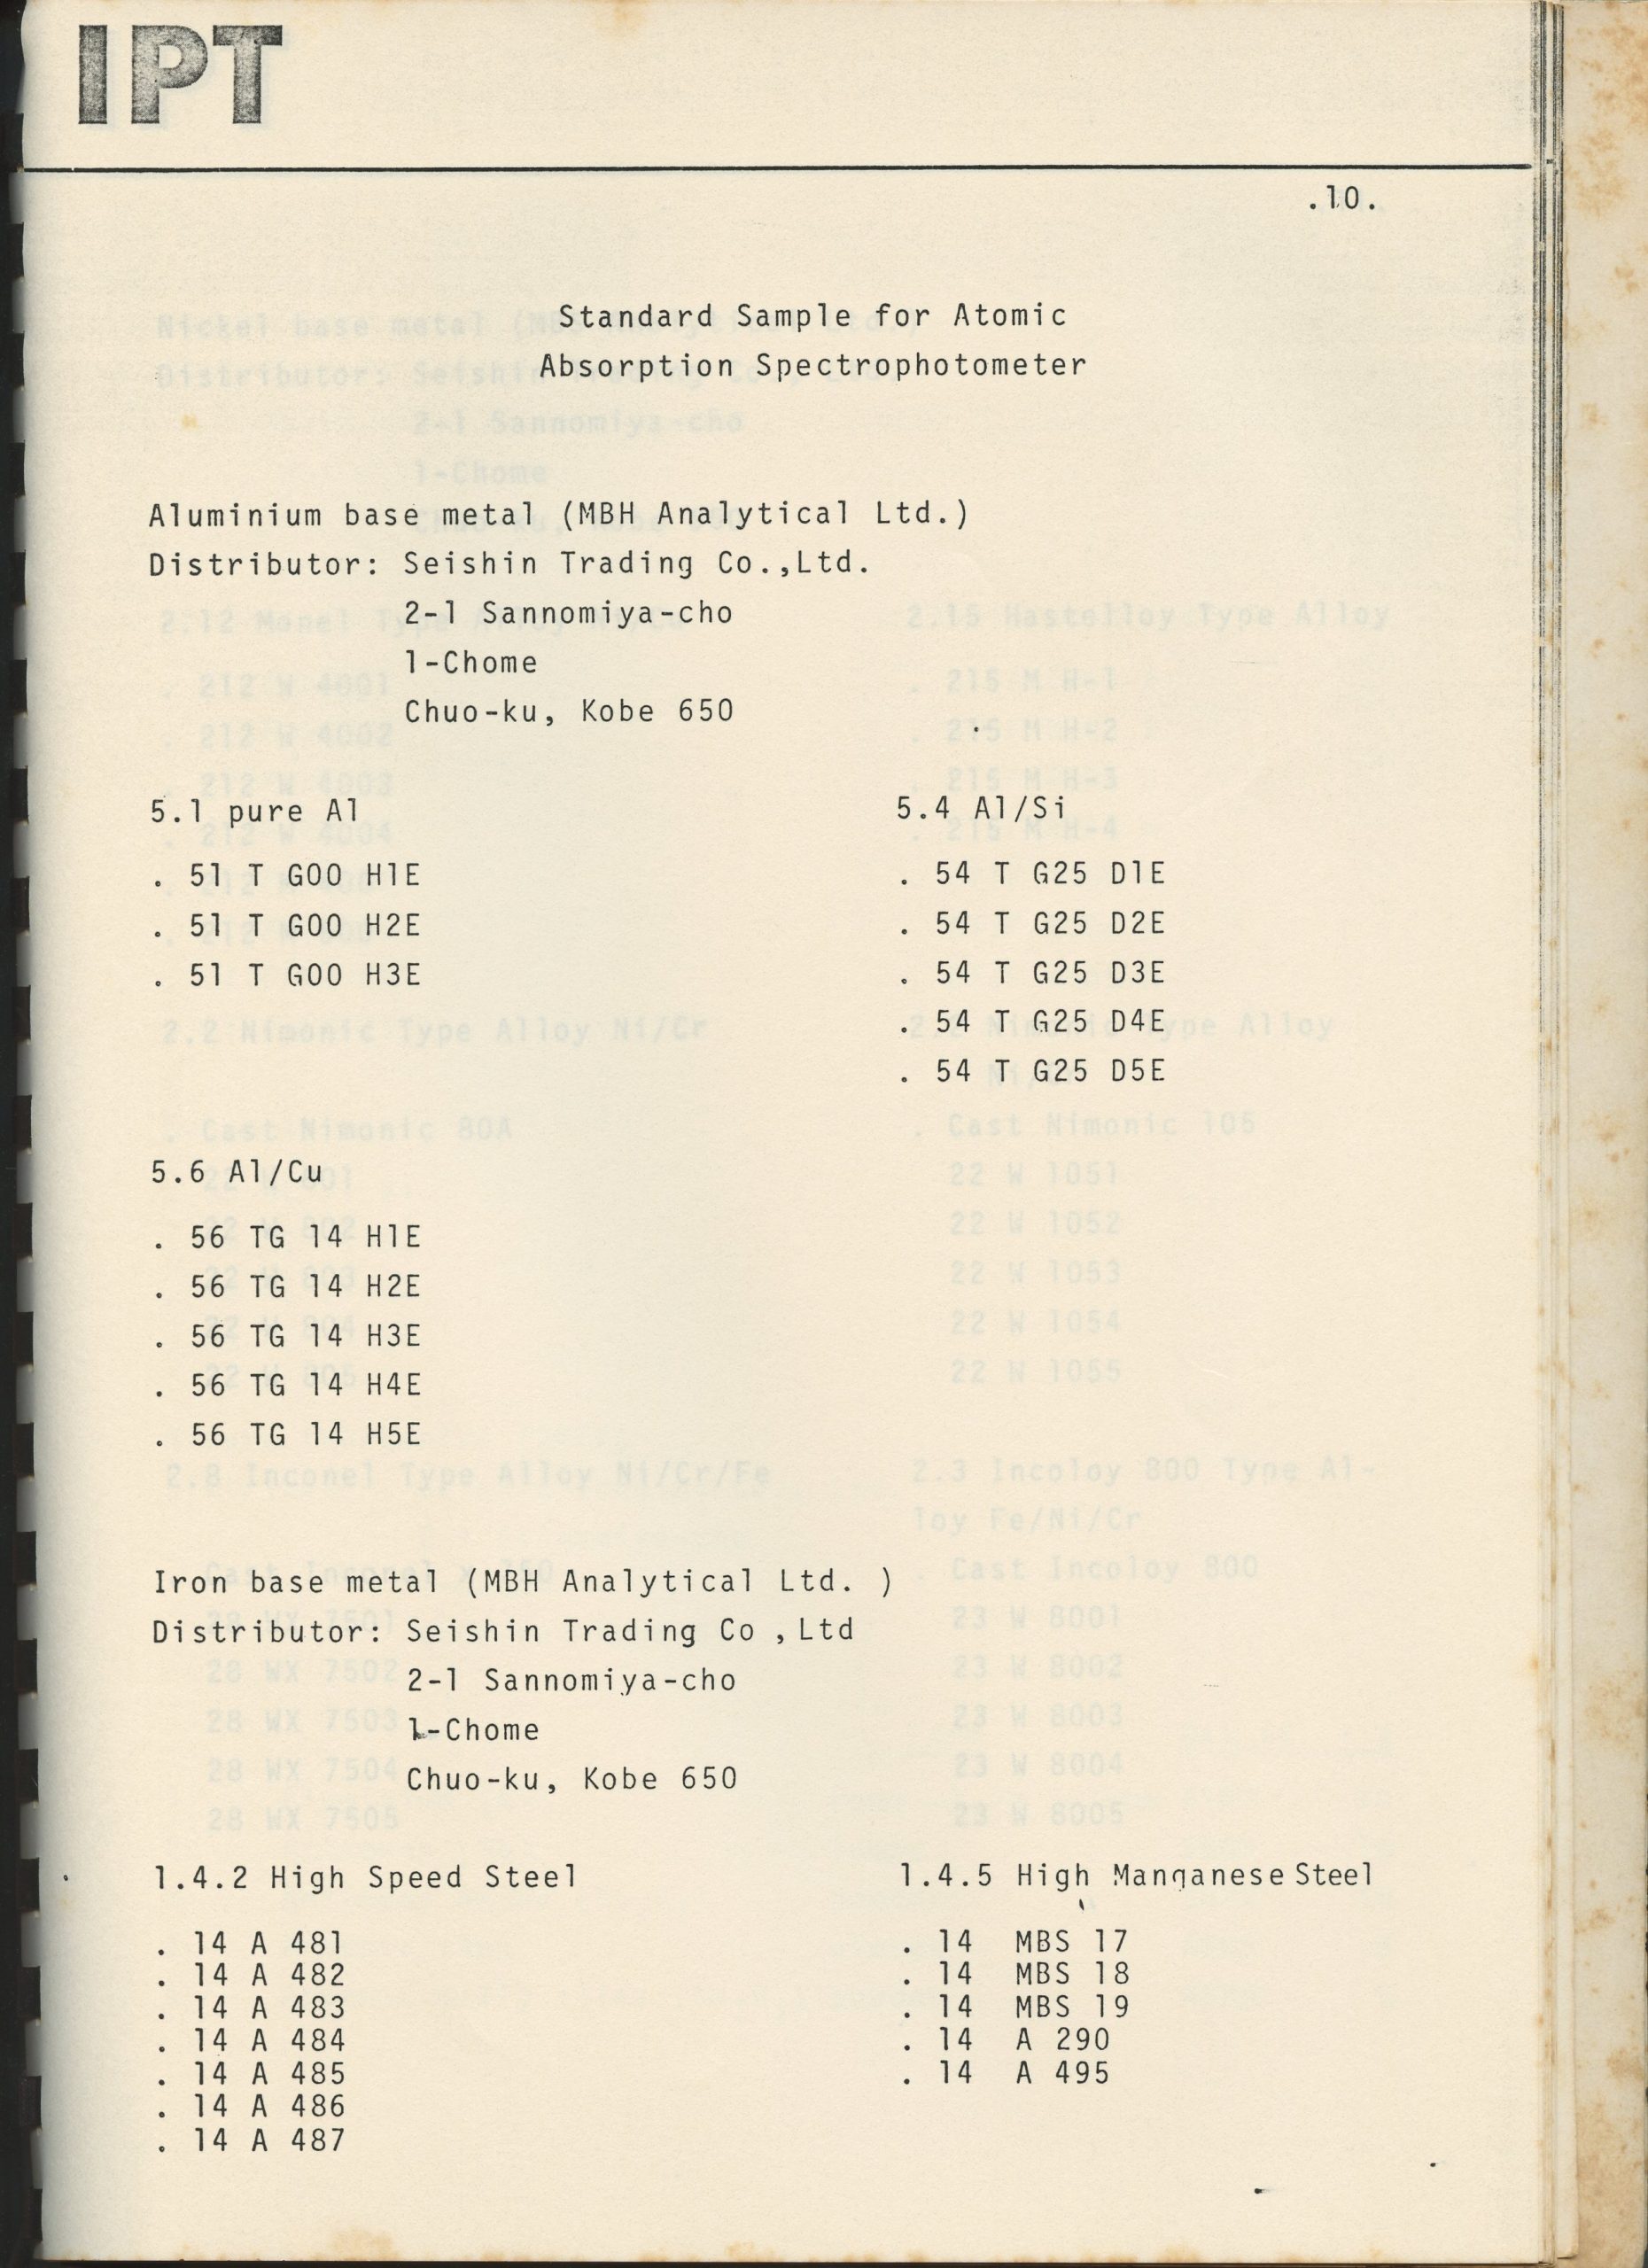 IPT
.10.
Standard Sample for Atomic
Absorption Spectrophotometer
Aluminium base metal (MBH Analytical Ltd.)
Distributor: Seishin Trading Co.,Ltd.
2-1 Sannomiya-cho
1-Chome
Chuo-ku, Kobe 650
5.1 pure Al
. 51 T G00 H1E
. 51 T G00 H2E
. 51 T G00 H3E
5.4 Al/Si
. 54 T G25 D1E
. 54 T G25 D2E
. 54 T G25 D3E
. 54 T G25 D4E
. 54 T G25 D5E
5.6 Al/Cu
. 56 TG 14 H1E
. 56 TG 14 H2E
. 56 TG 14 H3E
. 56 TG 14 H4E
. 56 TG 14 H5E
Iron base metal (MBH Analytical Ltd. )
Distributor: Seishin Trading Co ,Ltd
2-1 Sannomiya-cho
1-Chome
Chuo-ku, Kobe 650
1.4.2 High Speed Steel
. 14 A 481
. 14 A 482
. 14 A 483
. 14 A 484
. 14 A 485
. 14 A 486
. 14 A 487
1.4.5 High Manganese Steel
. 14 MBS 17
. 14 MBS 18
. 14 MBS 19
. 14 A 290
. 14 A 495